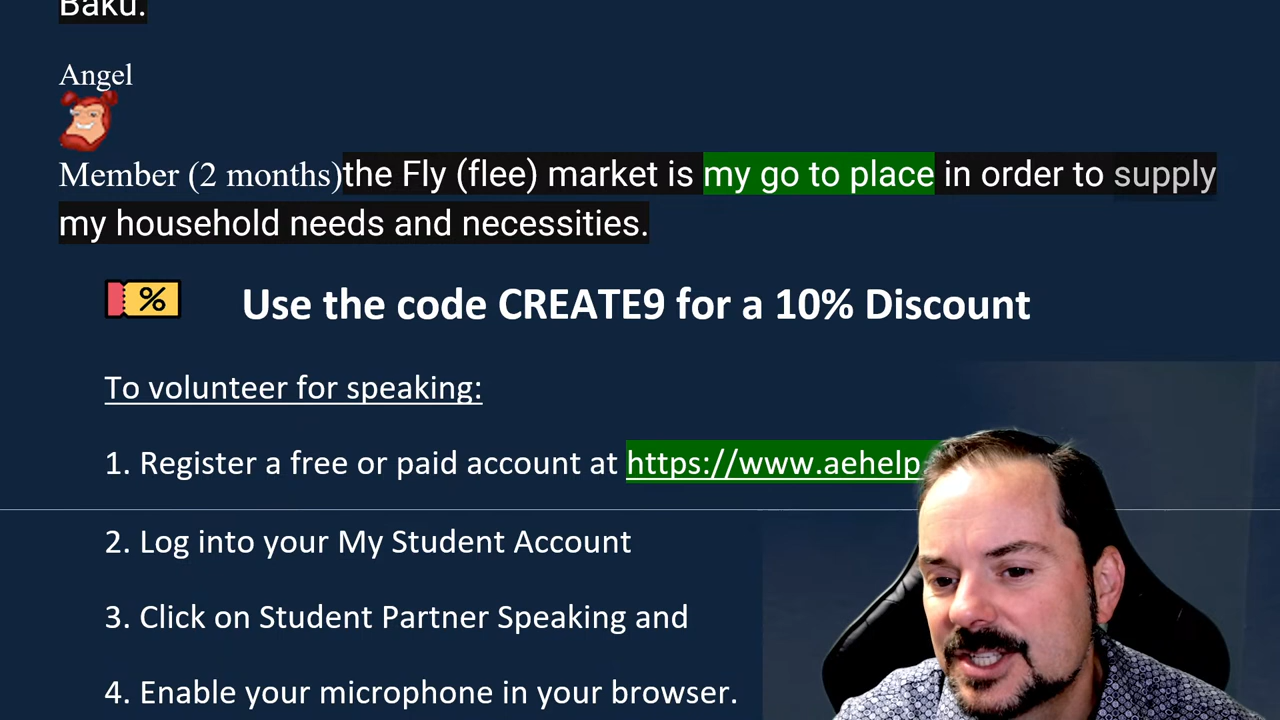 Baku.
Angel
Member (2 months)the Fly (flee) market is my go to place in order to supply
my household needs and necessities.
% Use the code CREATE9 for a 10% Discount
To volunteer for speaking:
1. Register a free or paid account at https://www.aehelp
2. Log into your My Student Account
3. Click on Student Partner Speaking and
4. Enable your microphone in your browser.